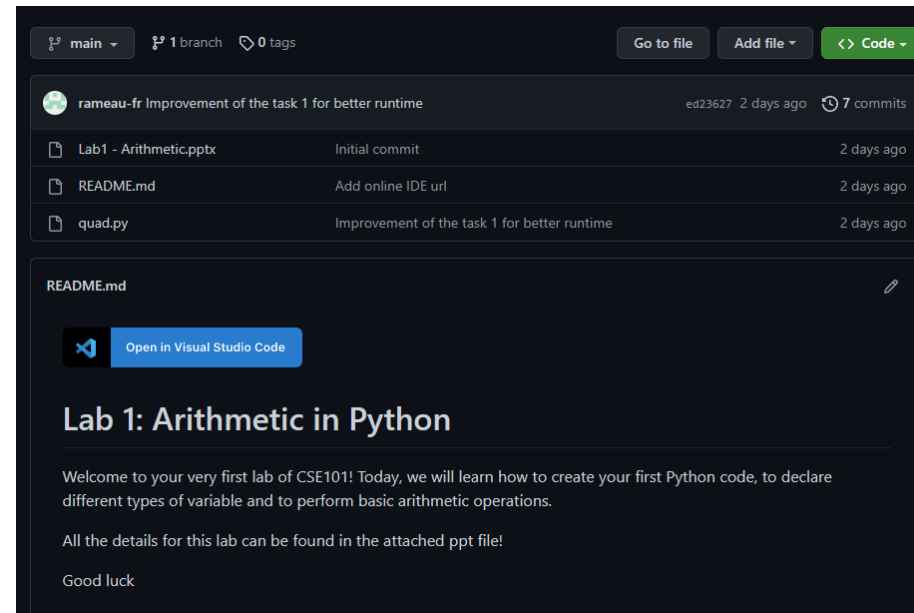 main 1 branch 0 tags Go to file Add file <> Code
rameau-fr Improvement of the task 1 for better runtime ed23627 2 days ago 7 commits
Lab1 - Arithmetic.pptx Initial commit 2 days ago
README.md Add online IDE url 2 days ago
quad.py Improvement of the task 1 for better runtime 2 days ago
README.md
Open in Visual Studio Code
Lab 1: Arithmetic in Python
Welcome to your very first lab of CSE101! Today, we will learn how to create your first Python code, to declare
different types of variable and to perform basic arithmetic operations.
All the details for this lab can be found in the attached ppt file!
Good luck